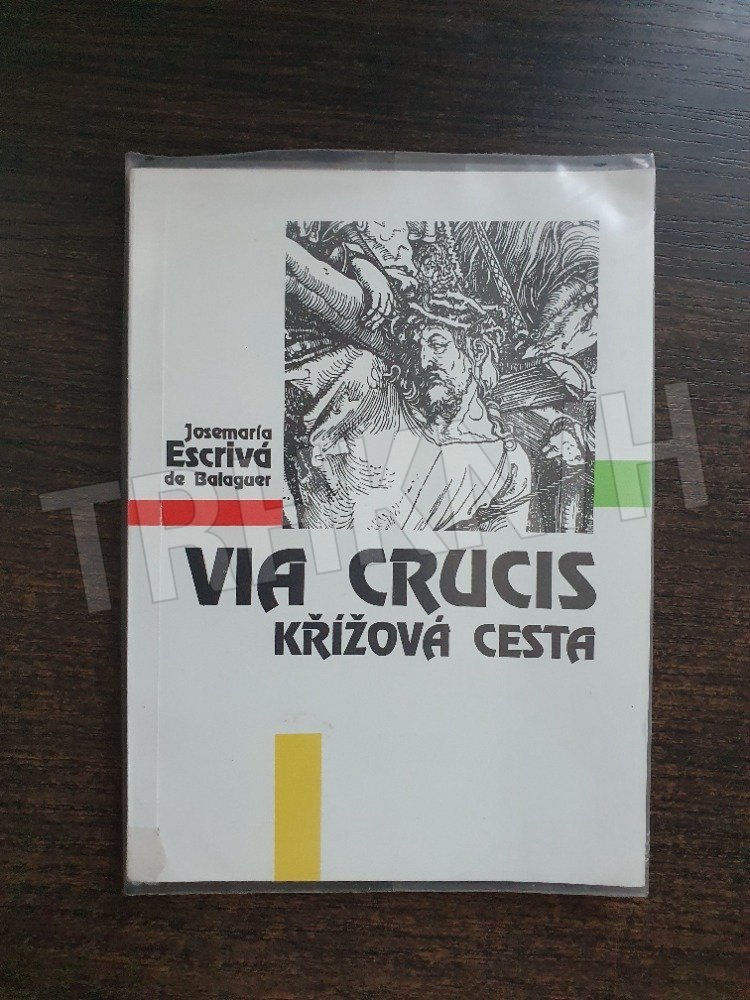 Josemaría
Escrivá
de Balaguer
VIA CRUCIS
KŘÍŽOVÁ CESTA